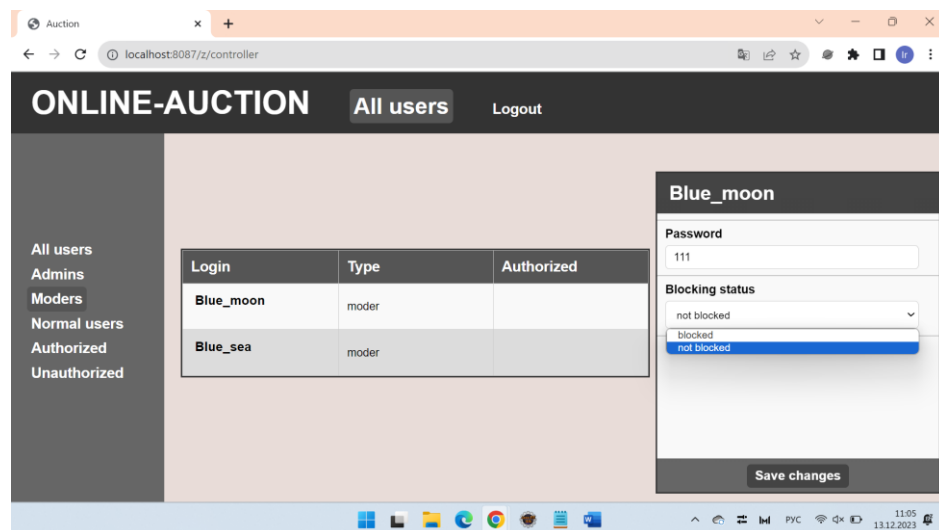 Auction
localhost:8087/z/controller
Ir
ONLINE-AUCTION All users Logout
All users
Admins
Moders
Normal users
Authorized
Unauthorized
Login Type Authorized
Blue_moon moder
Blue_sea moder
Blue_moon
Password
111
Blocking status
not blocked
blocked
not blocked
Save changes
РУС
11:05
13.12.2023